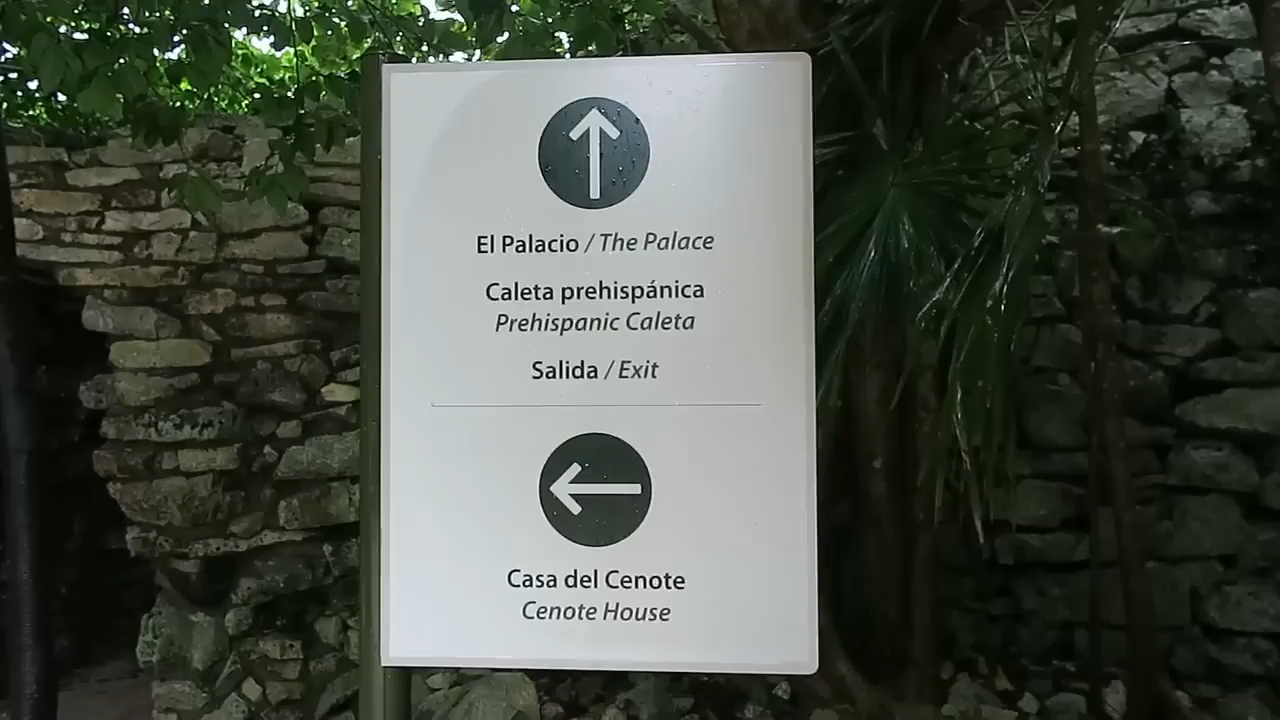 El Palacio / The Palace
Caleta prehispánica
Prehispanic Caleta
Salida / Exit
Casa del Cenote
Cenote House